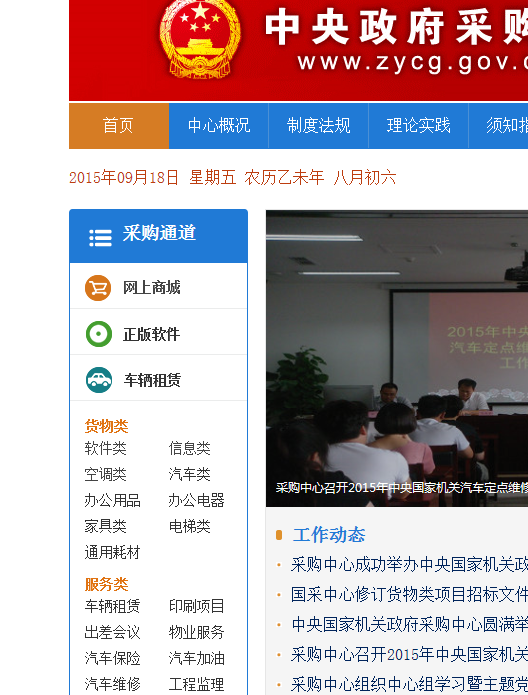 中央政府采购
www.zycg.gov.
首页 中心概况 制度法规 理论实践 须知指
2015年09月18日 星期五 农历乙未年 八月初六
采购通道
网上商城
正版软件
车辆租赁
货物类
软件类 信息类
空调类 汽车类
办公用品 办公电器
家具类 电梯类
通用耗材
服务类
车辆租赁 印刷项目
出差会议 物业服务
汽车保险 汽车加油
汽车维修 工程监理
2015年中央
汽车定点维
工作
采购中心召开2015年中央国家机关汽车定点维修
工作动态
采购中心成功举办中央国家机关政
国采中心修订货物类项目招标文件
中央国家机关政府采购中心圆满举
采购中心召开2015年中央国家机关
采购中心组织中心组学习暨主题党